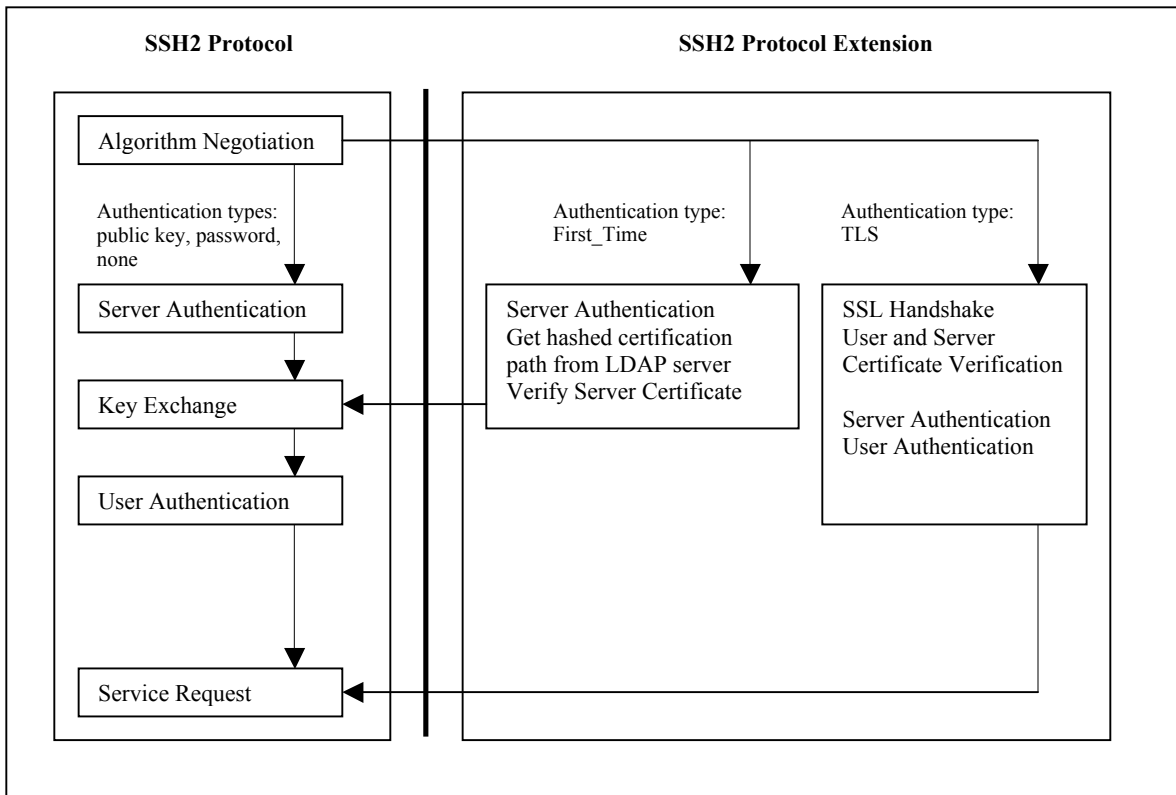 SSH2 Protocol
SSH2 Protocol Extension
Algorithm Negotiation
Authentication types:
public key, password,
none
Server Authentication
Key Exchange
User Authentication
Service Request
Authentication type:
First_Time
Server Authentication
Get hashed certification
path from LDAP server
Verify Server Certificate
Authentication type:
TLS
SSL Handshake
User and Server
Certificate Verification
Server Authentication
User Authentication